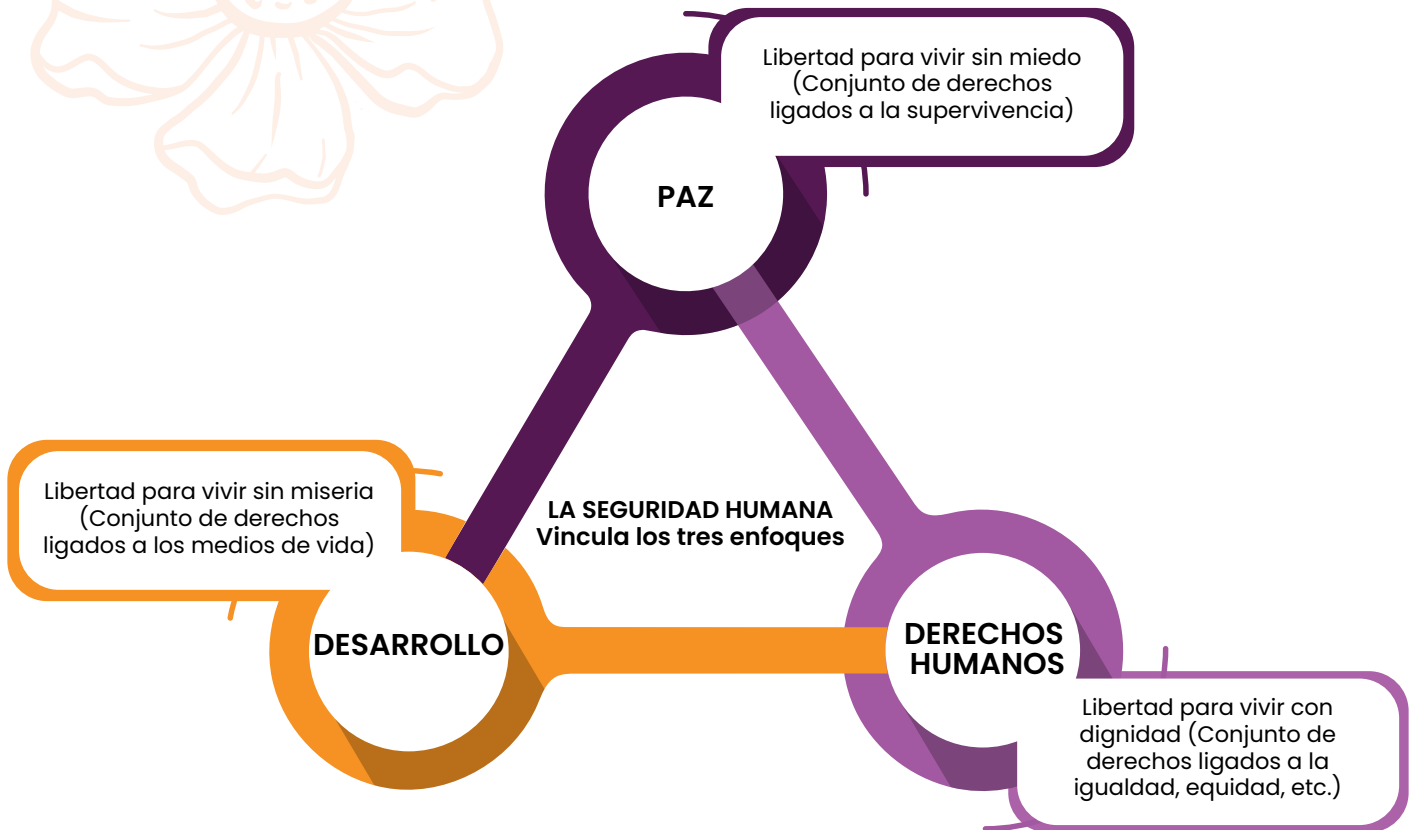 Libertad para vivir sin miedo
(Conjunto de derechos
ligados a la supervivencia)
PAZ
Libertad para vivir sin miseria
(Conjunto de derechos
ligados a los medios de vida)
LA SEGURIDAD HUMANA
Vincula los tres enfoques
DESARROLLO
DERECHOS
HUMANOS
Libertad para vivir con
dignidad (Conjunto de
derechos ligados a la
igualdad, equidad, etc.)